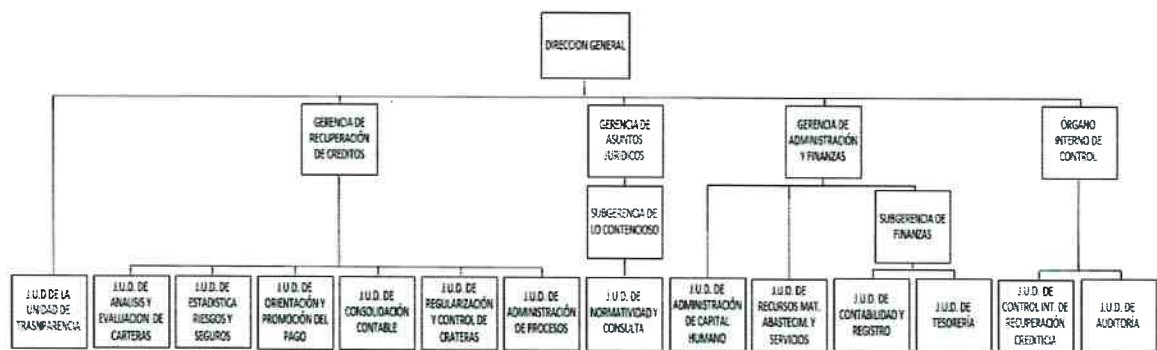 DIRECCION GENERAL
GERENCIA DE
RECUPERACIÓN
DE CREDITOS
GERENCIA DE
ASUNTOS
JURÍDICOS
GERENCIA DE
ADMINISTRACIÓN
Y FINANZAS
ÓRGANO
INTERNO DE
CONTROL
SUBGERENCIA DE
LO CONTENCIOSO
SUBGERENCIA DE
FINANZAS
J.U.D DE LA
UNIDAD DE
TRASNPARENCIA
J.U.D. DE
ANALISIS Y
EVALUACION DE
CARTERAS
J.U.D. DE
ESTADISTICA
RIESGOS Y
SEGUROS
J.U.D. DE
ORIENTACIÓN Y
PROMOCIÓN DEL
PAGO
J.U.D. DE
CONSOLIDACIÓN
CONTABLE
J.U.D. DE
REGULARIZACIÓN
Y CONTROL DE
CRATERAS
J.U.D. DE
ADMINISTRACIÓN
DE PROCESOS
J.U.D. DE
NORMATIVIDAD Y
CONSULTA
J.U.D. DE
ADMINISTRACIÓN
DE CAPITAL
HUMANO
J.U.D. DE
RECURSOS MAT.
ABASTECIM. Y
SERVICIOS
J.U.D. DE
CONTABILIDAD Y
REGISTRO
J.U.D. DE
TESORERÍA
J.U.D. DE
CONTROL INT. DE
RECUPERACIÓN
CREDITICIA
J.U.D. DE
AUDITORÍA